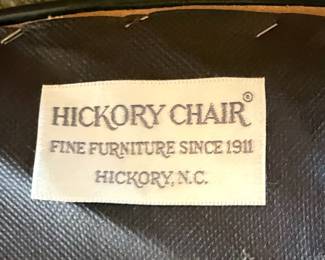 HICKORY CHAIR®
FINE FURNITURE SINCE 1911
HICKORY, N.C.